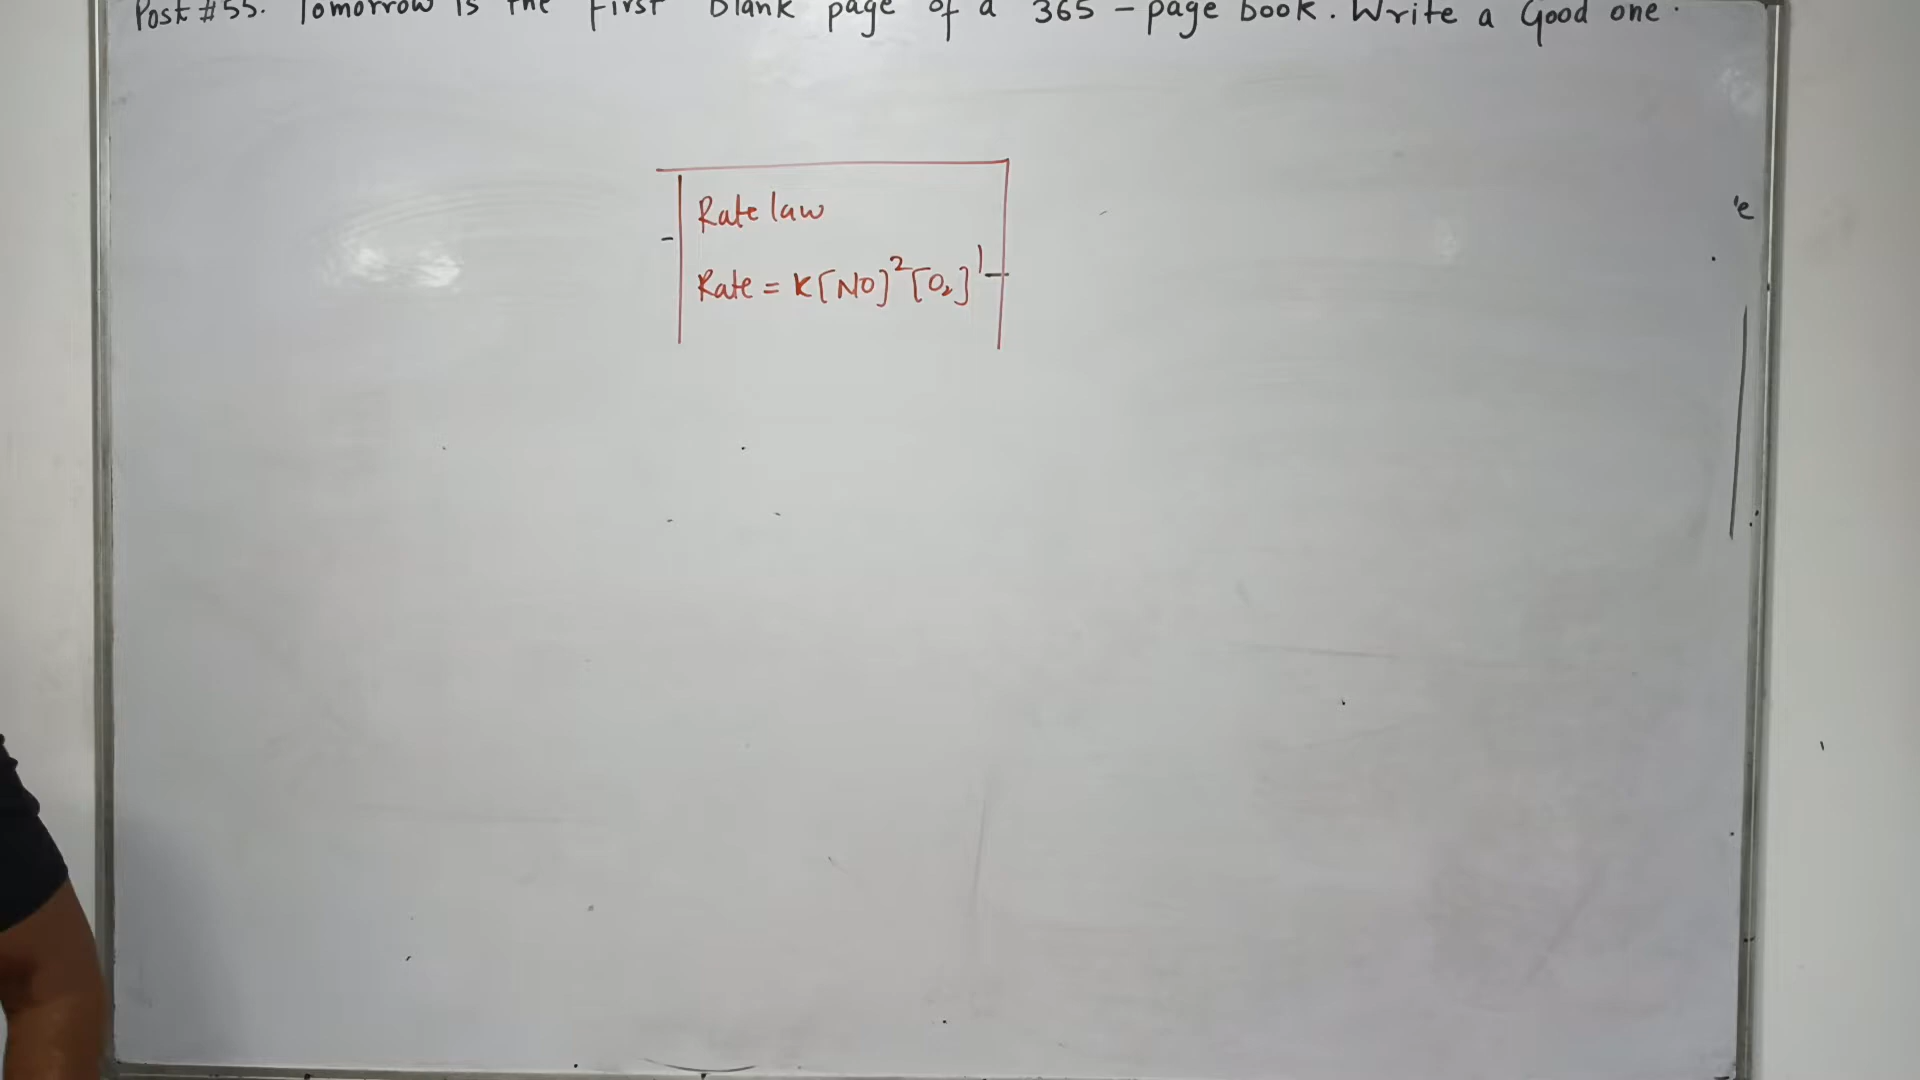 Post #55. Tomorrow is the first blank page of a 365-page book. Write a Good one.
Rate law
Rate = K[NO]²[O₂]¹
'e